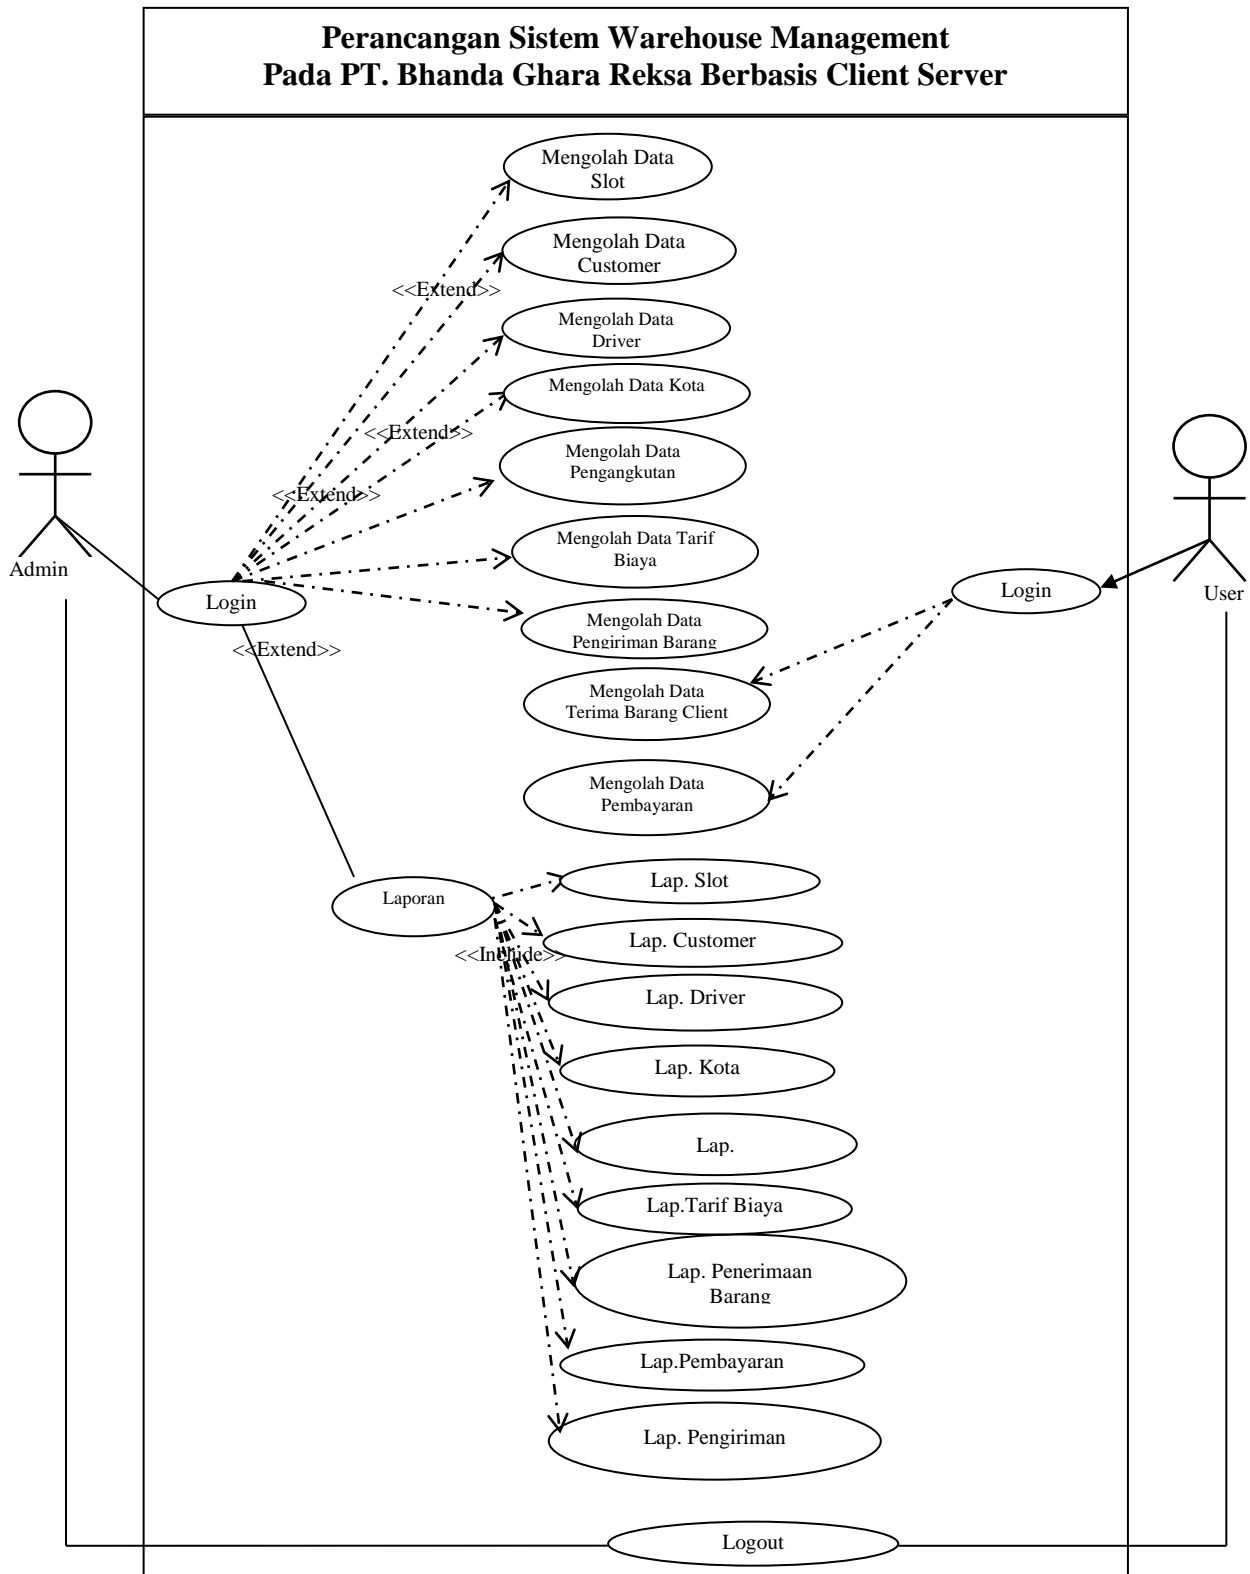 Perancangan Sistem Warehouse Management
Pada PT. Bhanda Ghara Reksa Berbasis Client Server
Mengolah Data
Slot
Mengolah Data
Customer
<<Extend>>
Mengolah Data
Driver
Mengolah Data Kota
<<Extend>>
Mengolah Data
Pengangkutan
<<Extend>>
Mengolah Data Tarif
Biaya
Admin
Login
Login
User
Mengolah Data
Pengiriman Barang
<<Extend>>
Mengolah Data
Terima Barang Client
Mengolah Data
Pembayaran
Laporan
Lap. Slot
Lap. Customer
<<Include>>
Lap. Driver
Lap. Kota
Lap.
Lap.Tarif Biaya
Lap. Penerimaan
Barang
Lap.Pembayaran
Lap. Pengiriman
Logout